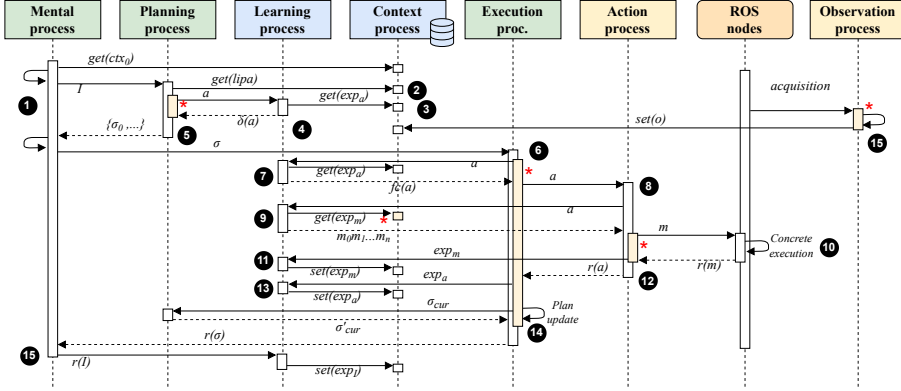 Mental
process
Planning
process
Learning
process
Context
process
Execution
proc.
Action
process
ROS
nodes
Observation
process
get(ctx₀)
1
I
get(lipa)
2
a
*
get(expₐ)
3
δ(a)
4
{σ₀ ,...}
5
acquisition
*
set(o)
15
σ
6
a
7
get(expₐ)
*
fc(a)
a
8
a
9
get(expₘ)
*
m₀m₁...mₙ
m
*
Concrete
execution
10
expₘ
r(m)
11
set(expₘ)
expₐ
r(a)
12
13
set(expₐ)
σcur
Plan
update
σ'cur
14
r(σ)
15
r(I)
set(expI)